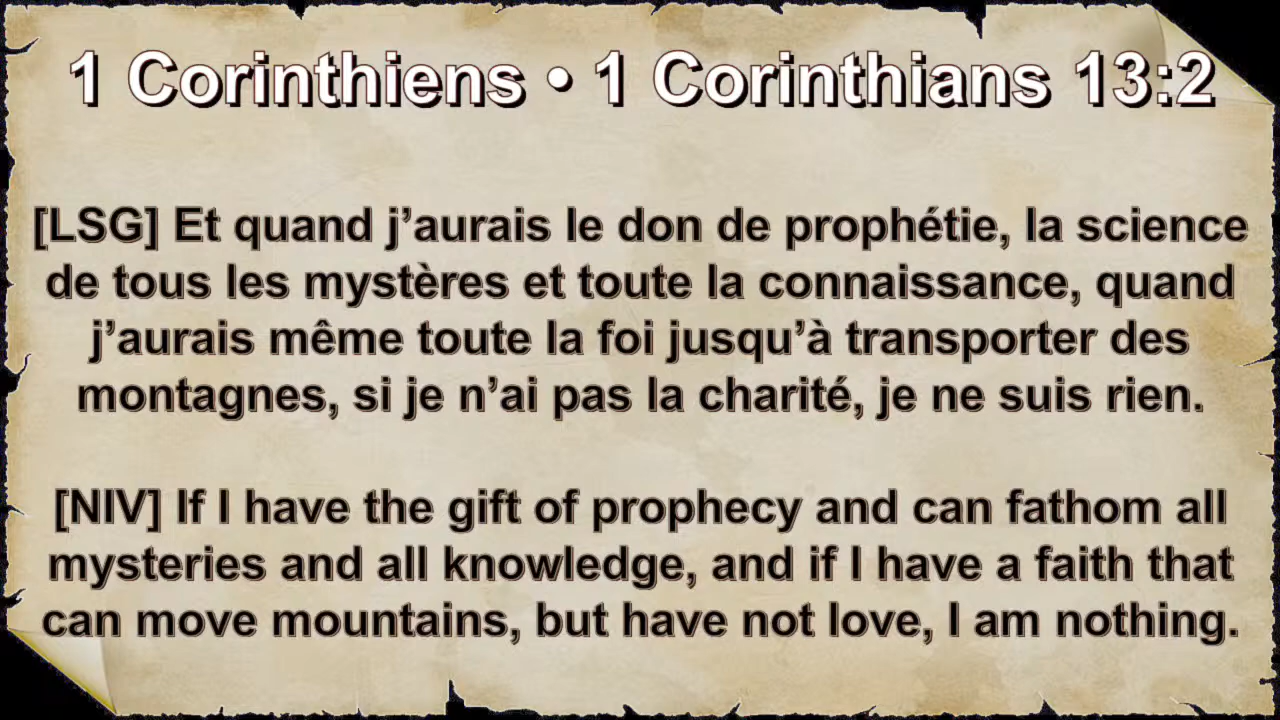 1 Corinthiens • 1 Corinthians 13:2
[LSG] Et quand j’aurais le don de prophétie, la science
de tous les mystères et toute la connaissance, quand
j’aurais même toute la foi jusqu’à transporter des
montagnes, si je n’ai pas la charité, je ne suis rien.
[NIV] If I have the gift of prophecy and can fathom all
mysteries and all knowledge, and if I have a faith that
can move mountains, but have not love, I am nothing.